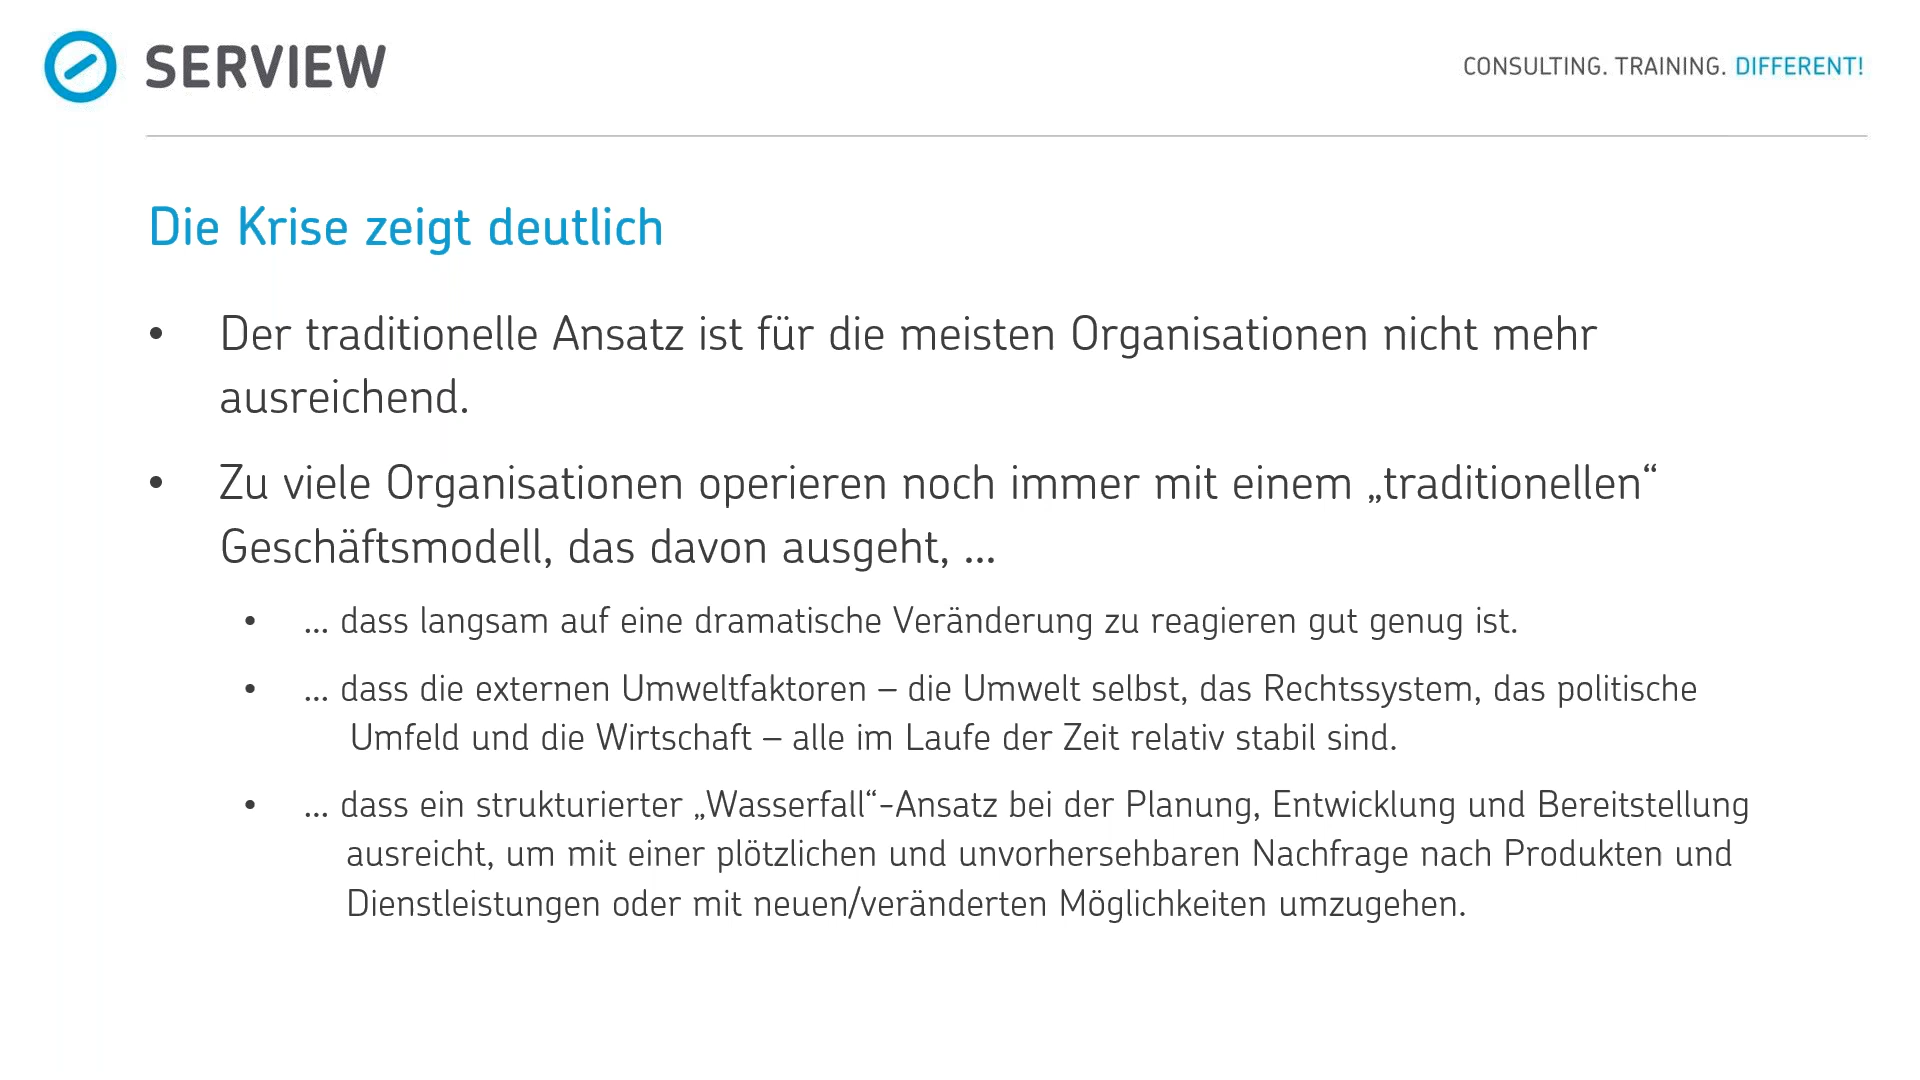 SERVIEW
CONSULTING. TRAINING. DIFFERENT!
Die Krise zeigt deutlich
• Der traditionelle Ansatz ist für die meisten Organisationen nicht mehr
ausreichend.
• Zu viele Organisationen operieren noch immer mit einem „traditionellen“
Geschäftsmodell, das davon ausgeht, ...
• ... dass langsam auf eine dramatische Veränderung zu reagieren gut genug ist.
• ... dass die externen Umweltfaktoren – die Umwelt selbst, das Rechtssystem, das politische
Umfeld und die Wirtschaft – alle im Laufe der Zeit relativ stabil sind.
• ... dass ein strukturierter „Wasserfall“-Ansatz bei der Planung, Entwicklung und Bereitstellung
ausreicht, um mit einer plötzlichen und unvorhersehbaren Nachfrage nach Produkten und
Dienstleistungen oder mit neuen/veränderten Möglichkeiten umzugehen.